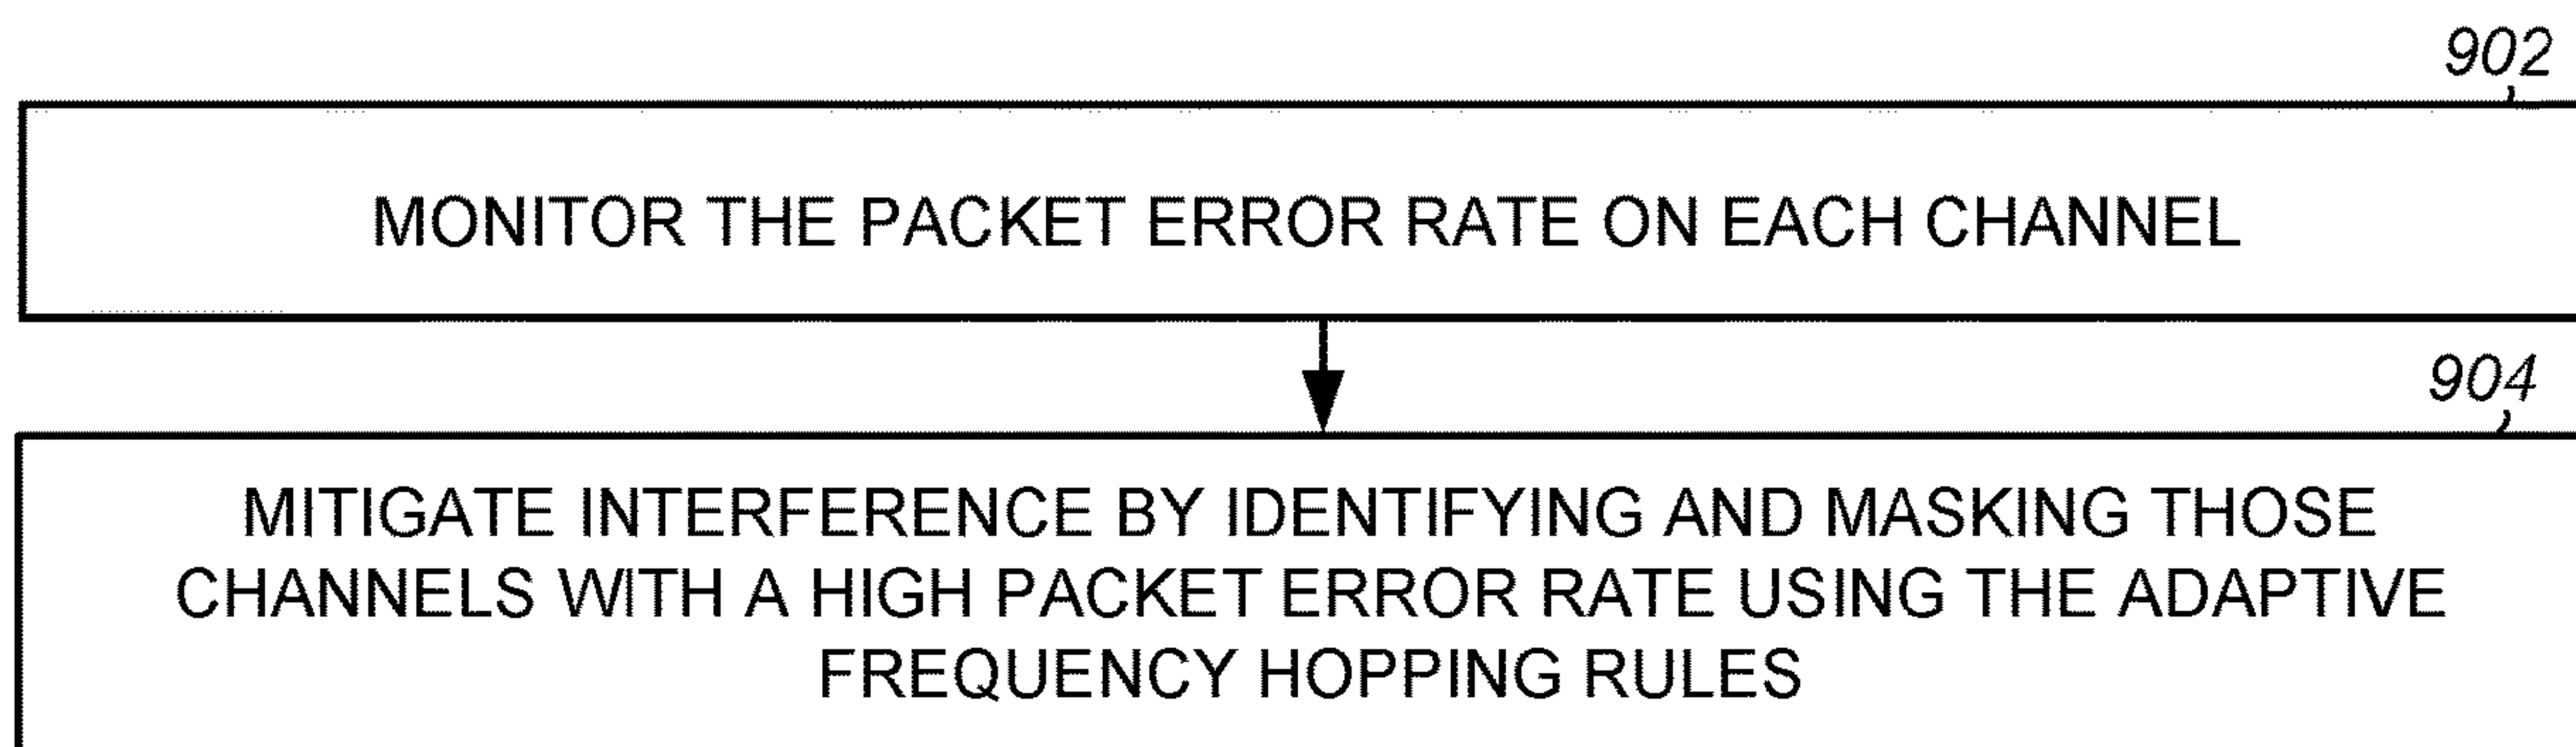 902
MONITOR THE PACKET ERROR RATE ON EACH CHANNEL
904
MITIGATE INTERFERENCE BY IDENTIFYING AND MASKING THOSE
CHANNELS WITH A HIGH PACKET ERROR RATE USING THE ADAPTIVE
FREQUENCY HOPPING RULES